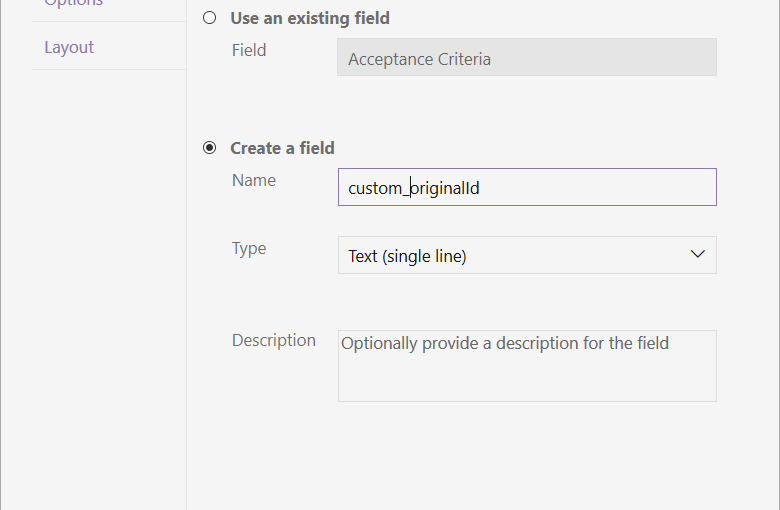 Options
Layout
Use an existing field
Field
Acceptance Criteria
Create a field
Name
custom_originalId
Type
Text (single line)
Description
Optionally provide a description for the field